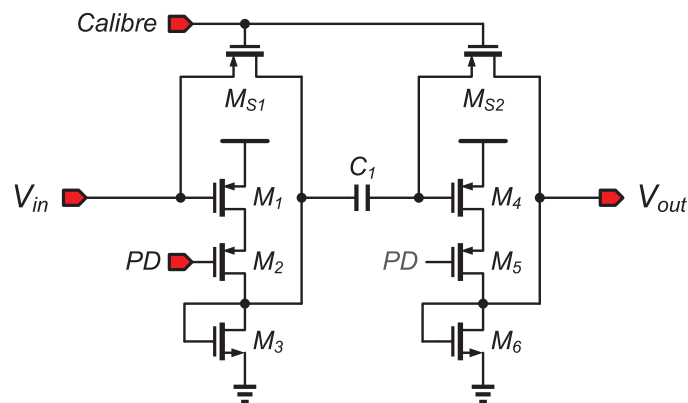 Calibre
M_S1
M_S2
C_1
V_in
M_1
M_4
V_out
PD
M_2
PD
M_5
M_3
M_6